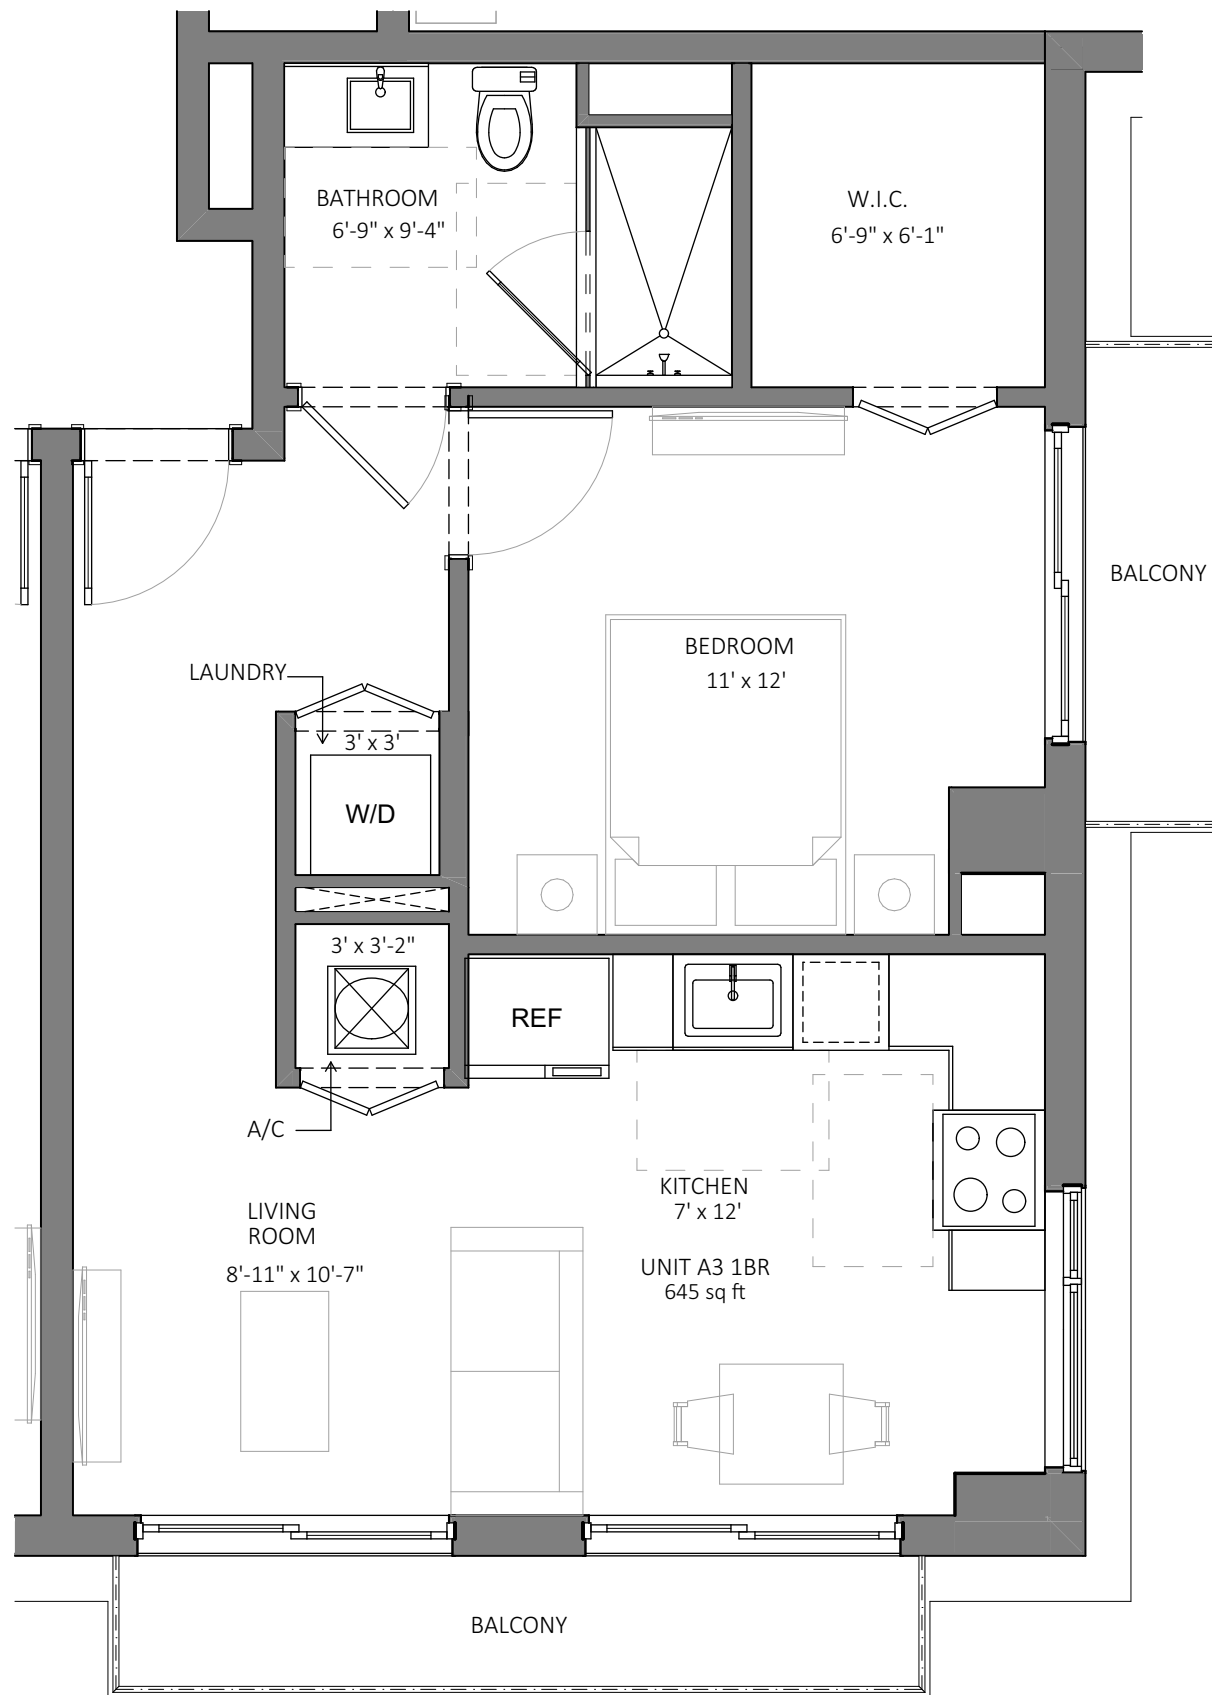 BATHROOM
6'-9" x 9'-4"
W.I.C.
6'-9" x 6'-1"
BALCONY
BEDROOM
11' x 12'
LAUNDRY
3' x 3'
W/D
3' x 3'-2"
REF
A/C
KITCHEN
7' x 12'
LIVING
ROOM
8'-11" x 10'-7"
UNIT A3 1BR
645 sq ft
BALCONY